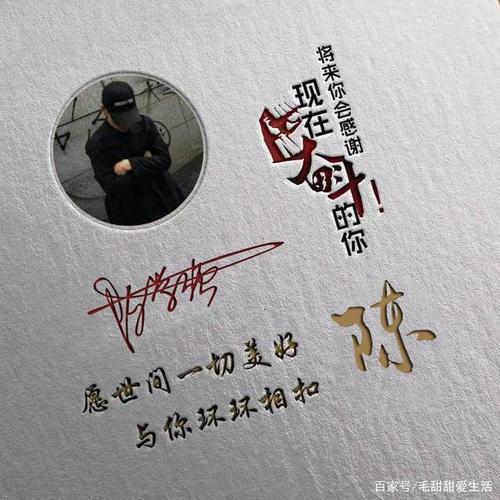 将来你会感谢
现在
奋斗!
的你
愿世间一切美好
与你环环相扣
陈
百家号/毛甜甜爱生活